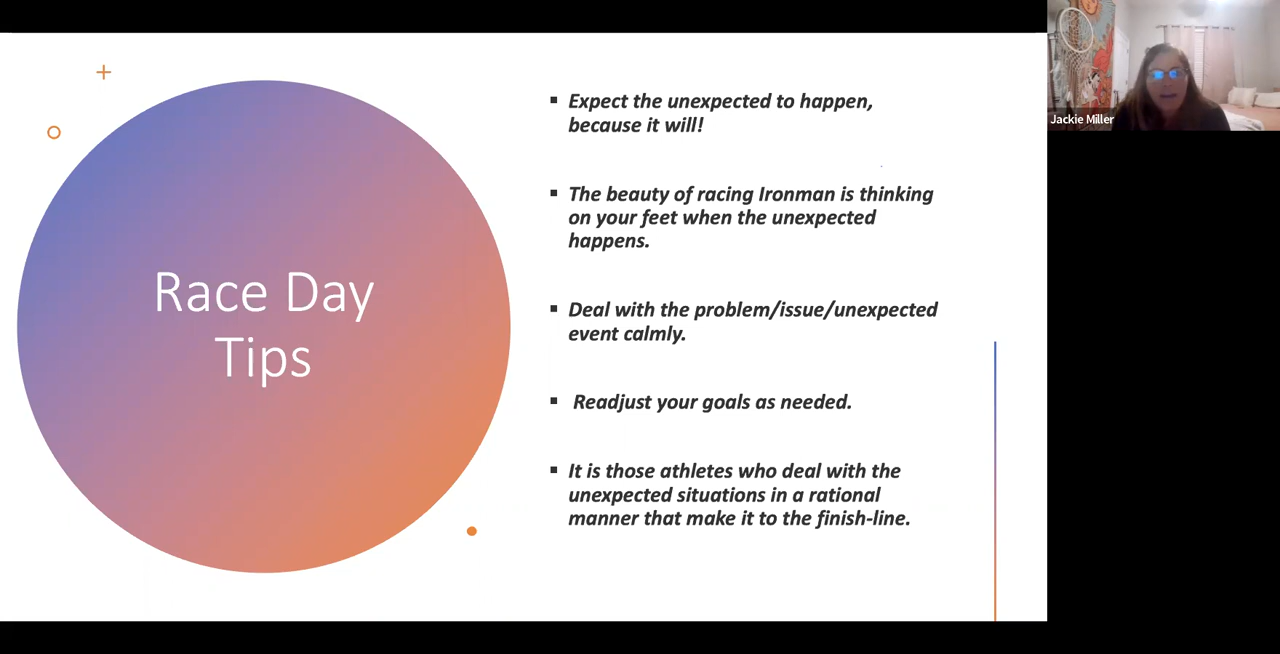 Race Day
Tips
▪ Expect the unexpected to happen,
because it will!
▪ The beauty of racing Ironman is thinking
on your feet when the unexpected
happens.
▪ Deal with the problem/issue/unexpected
event calmly.
▪ Readjust your goals as needed.
▪ It is those athletes who deal with the
unexpected situations in a rational
manner that make it to the finish-line.
Jackie Miller